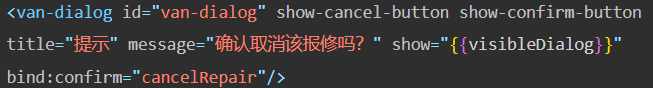 <van-dialog id="van-dialog" show-cancel-button show-confirm-button
title="提示" message="确认取消该报修吗？" show="{{visibleDialog}}"
bind:confirm="cancelRepair"/>